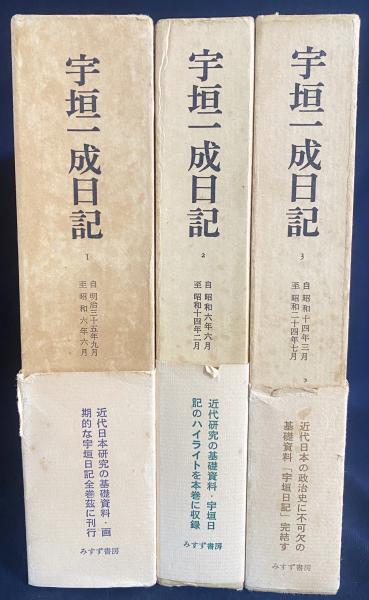 宇垣一成日記
1
自 明治三十五年九月
至 昭和六年六月
近代日本研究の基礎資料・画
期的な宇垣日記全巻茲に刊行
みすず書房
宇垣一成日記
2
自 昭和六年六月
至 昭和十四年二月
近代研究の基礎資料・宇垣日
記のハイライトを本巻に収録
みすず書房
宇垣一成日記
3
自 昭和十四年三月
至 昭和二十四年七月
近代日本の政治史に不可欠の
基礎資料「宇垣日記」完結す
みすず書房